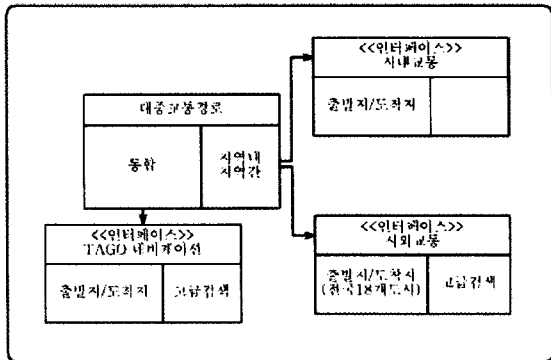 <<인터페이스>>
시내교통
출발지/도착지
대중교통경로
통합
지역내
지역간
<<인터페이스>>
TAGO 네비게이션
출발지/도착지
고급검색
<<인터페이스>>
시외교통
출발지/도착지
(전국18개도시)
고급검색